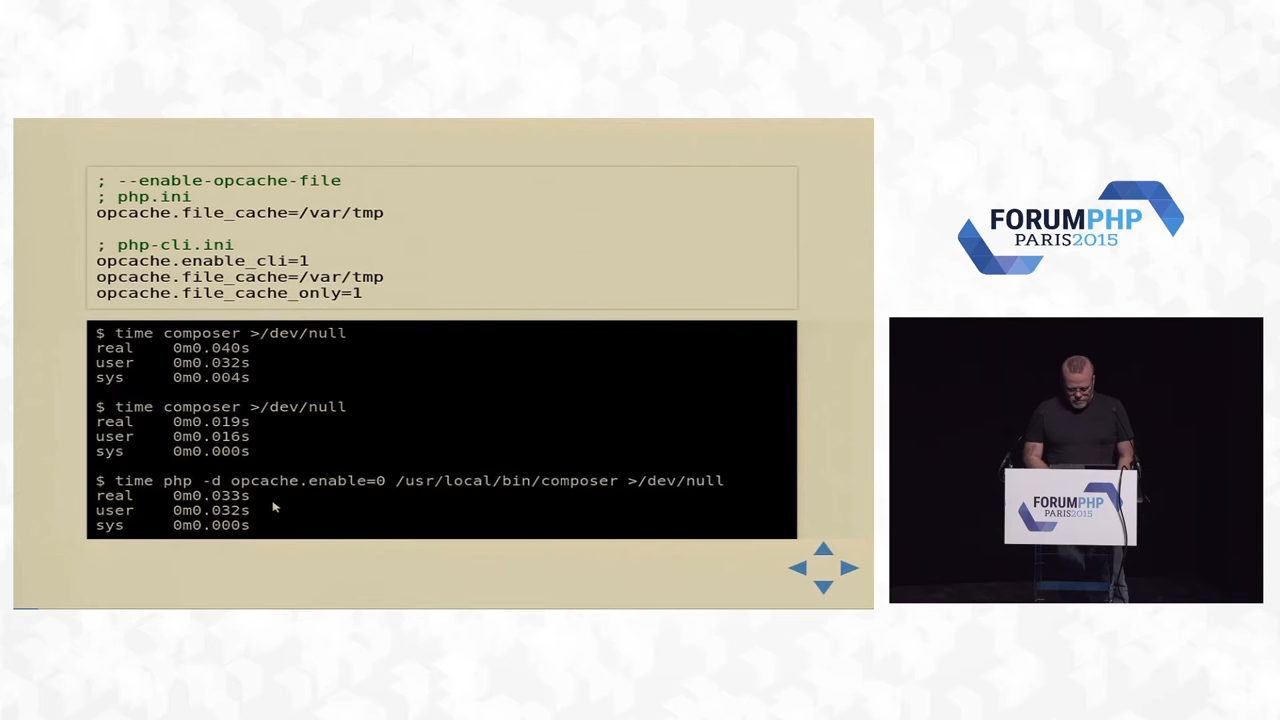 ; --enable-opcache-file
; php.ini
opcache.file_cache=/var/tmp
; php-cli.ini
opcache.enable_cli=1
opcache.file_cache=/var/tmp
opcache.file_cache_only=1
$ time composer >/dev/null
real 0m0.040s
user 0m0.032s
sys 0m0.004s
$ time composer >/dev/null
real 0m0.019s
user 0m0.016s
sys 0m0.000s
$ time php -d opcache.enable=0 /usr/local/bin/composer >/dev/null
real 0m0.033s
user 0m0.032s
sys 0m0.000s
FORUMPHP
PARIS2015
FORUMPHP
PARIS2015